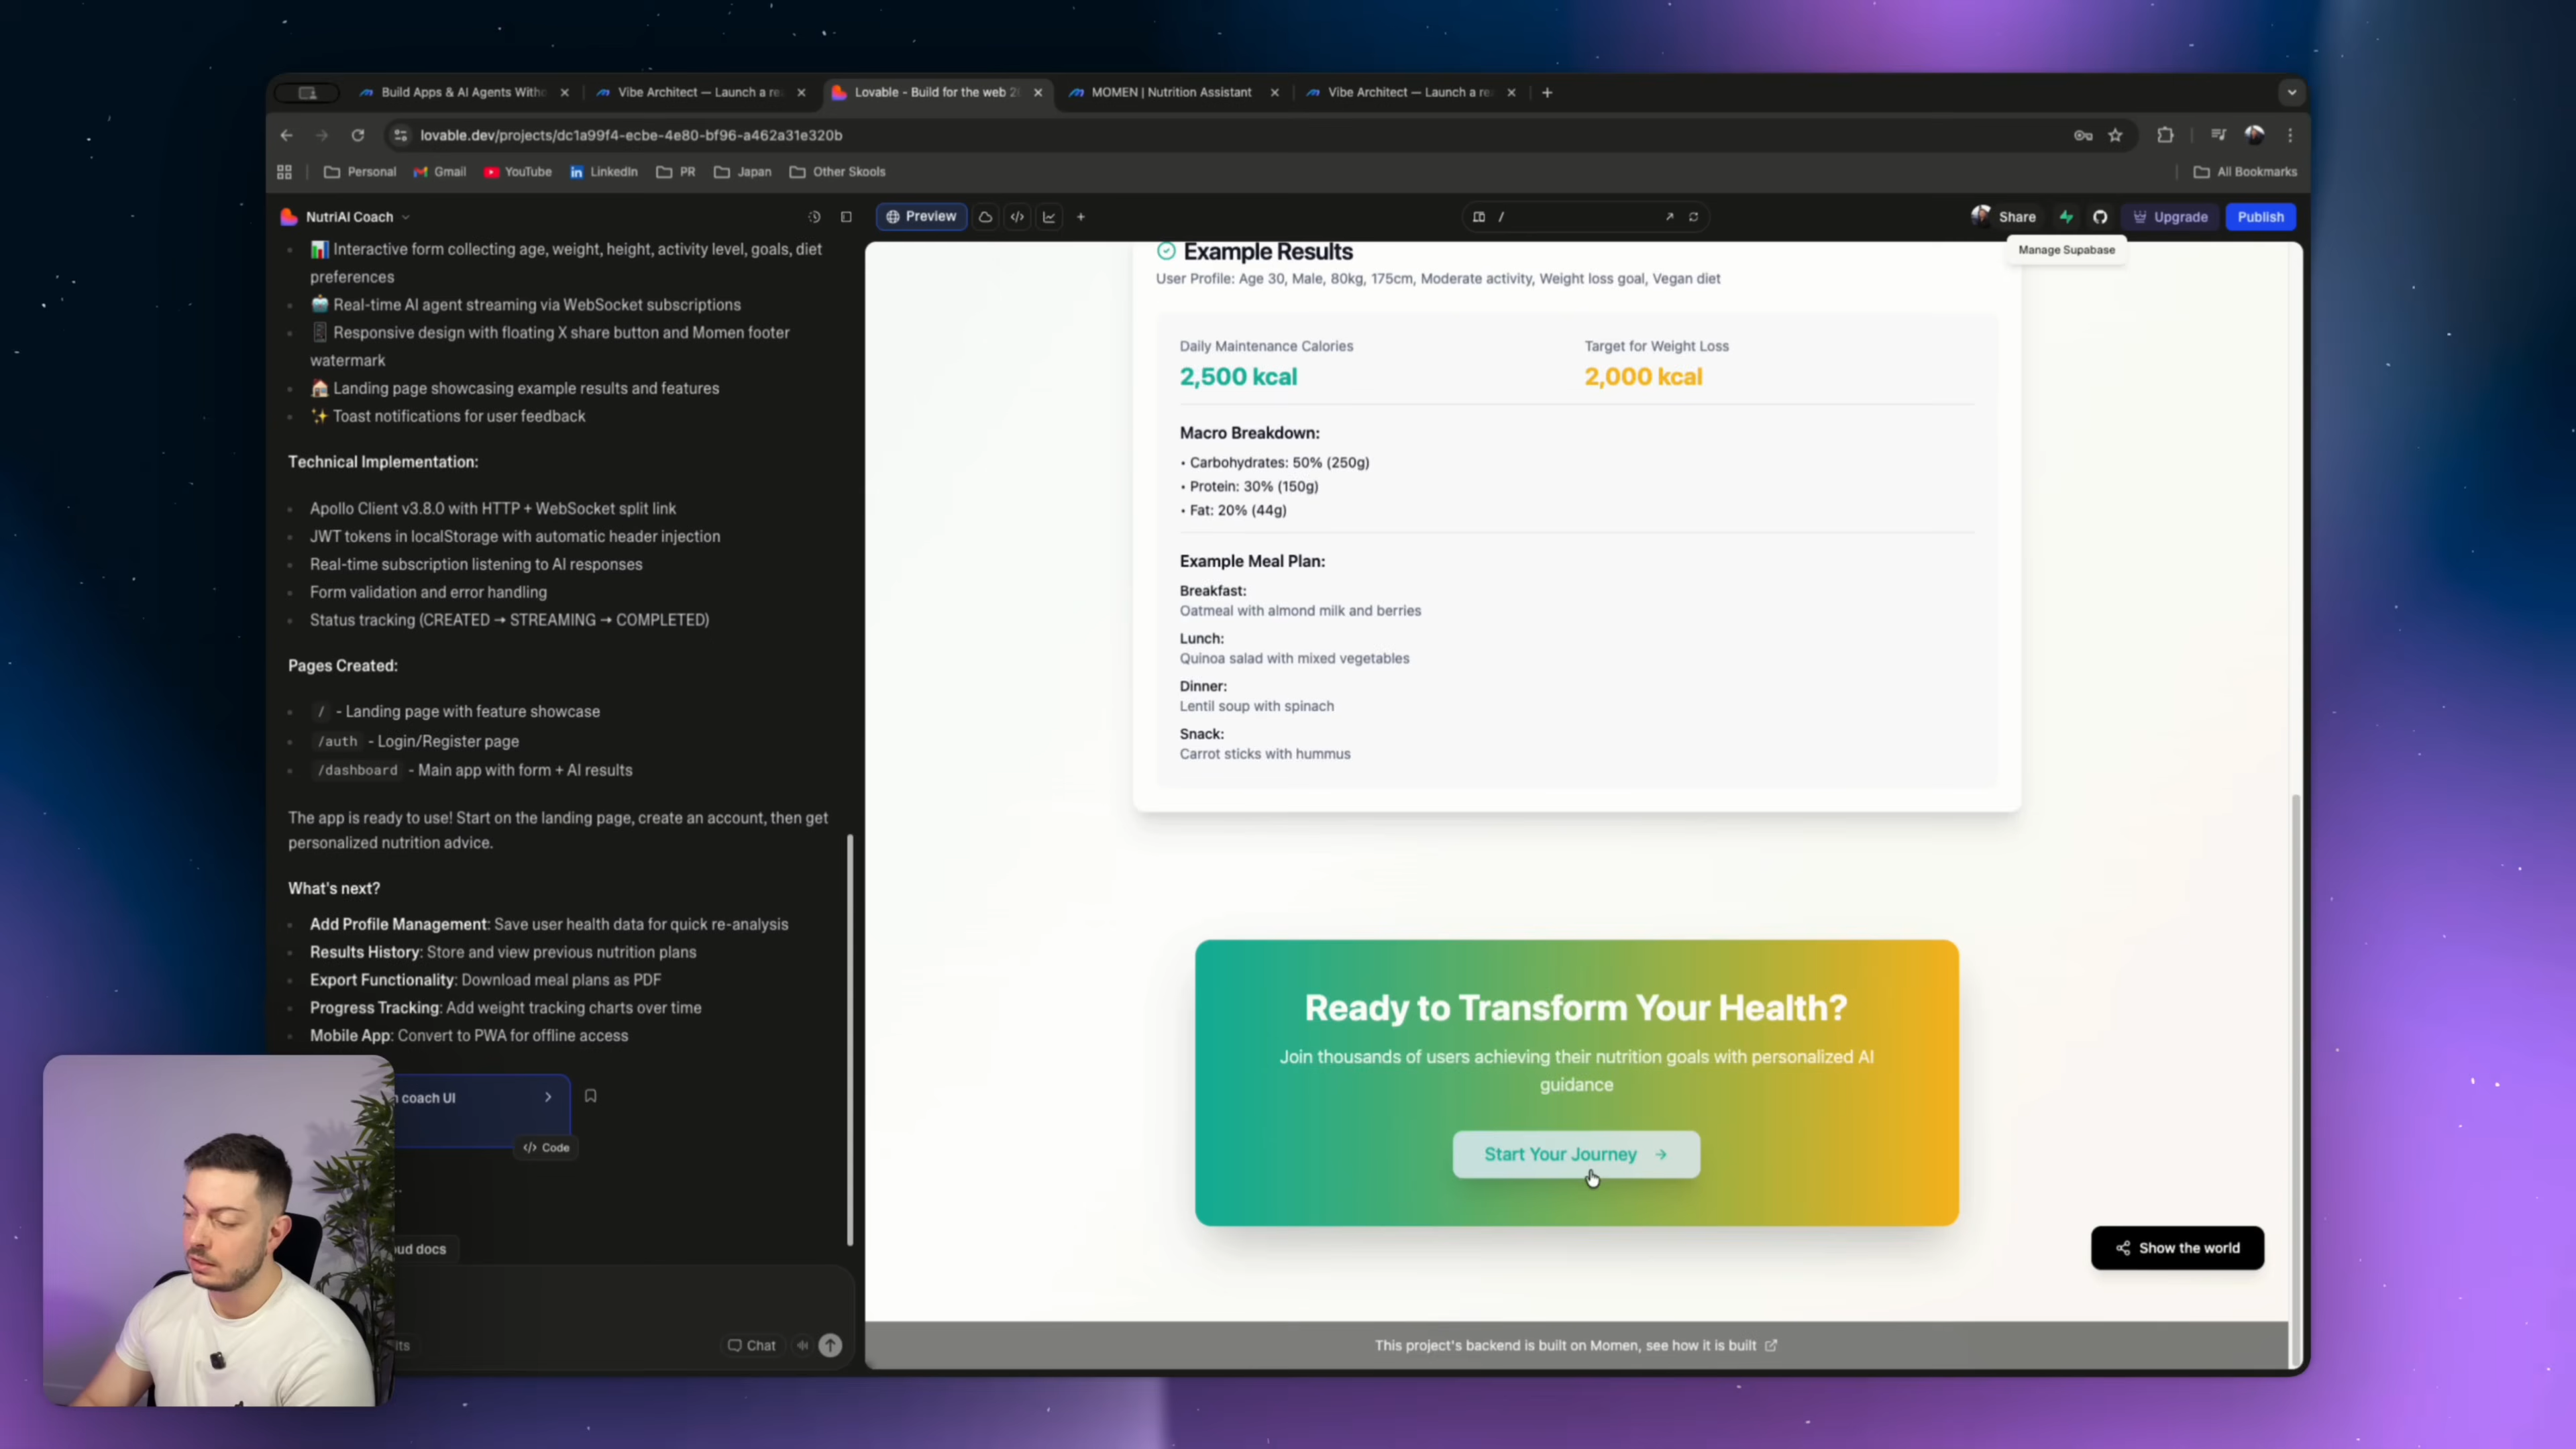 Build Apps & AI Agents Witho
Vibe Architect — Launch a re
Lovable - Build for the web 2
MOMEN | Nutrition Assistant
Vibe Architect — Launch a re
lovable.dev/projects/dc1a99f4-ecbe-4e80-bf96-a462a31e320b
Personal
Gmail
YouTube
LinkedIn
PR
Japan
Other Skools
All Bookmarks
NutriAI Coach
Preview
/
Share
Upgrade
Publish
Manage Supabase
📊 Interactive form collecting age, weight, height, activity level, goals, diet
preferences
🤖 Real-time AI agent streaming via WebSocket subscriptions
📱 Responsive design with floating X share button and Momen footer
watermark
🏠 Landing page showcasing example results and features
✨ Toast notifications for user feedback
Technical Implementation:
Apollo Client v3.8.0 with HTTP + WebSocket split link
JWT tokens in localStorage with automatic header injection
Real-time subscription listening to AI responses
Form validation and error handling
Status tracking (CREATED → STREAMING → COMPLETED)
Pages Created:
/ - Landing page with feature showcase
/auth - Login/Register page
/dashboard - Main app with form + AI results
The app is ready to use! Start on the landing page, create an account, then get
personalized nutrition advice.
What's next?
Add Profile Management: Save user health data for quick re-analysis
Results History: Store and view previous nutrition plans
Export Functionality: Download meal plans as PDF
Progress Tracking: Add weight tracking charts over time
Mobile App: Convert to PWA for offline access
coach UI
</> Code
docs
Chat
Example Results
User Profile: Age 30, Male, 80kg, 175cm, Moderate activity, Weight loss goal, Vegan diet
Daily Maintenance Calories
2,500 kcal
Target for Weight Loss
2,000 kcal
Macro Breakdown:
• Carbohydrates: 50% (250g)
• Protein: 30% (150g)
• Fat: 20% (44g)
Example Meal Plan:
Breakfast:
Oatmeal with almond milk and berries
Lunch:
Quinoa salad with mixed vegetables
Dinner:
Lentil soup with spinach
Snack:
Carrot sticks with hummus
Ready to Transform Your Health?
Join thousands of users achieving their nutrition goals with personalized AI
guidance
Start Your Journey →
Show the world
This project's backend is built on Momen, see how it is built